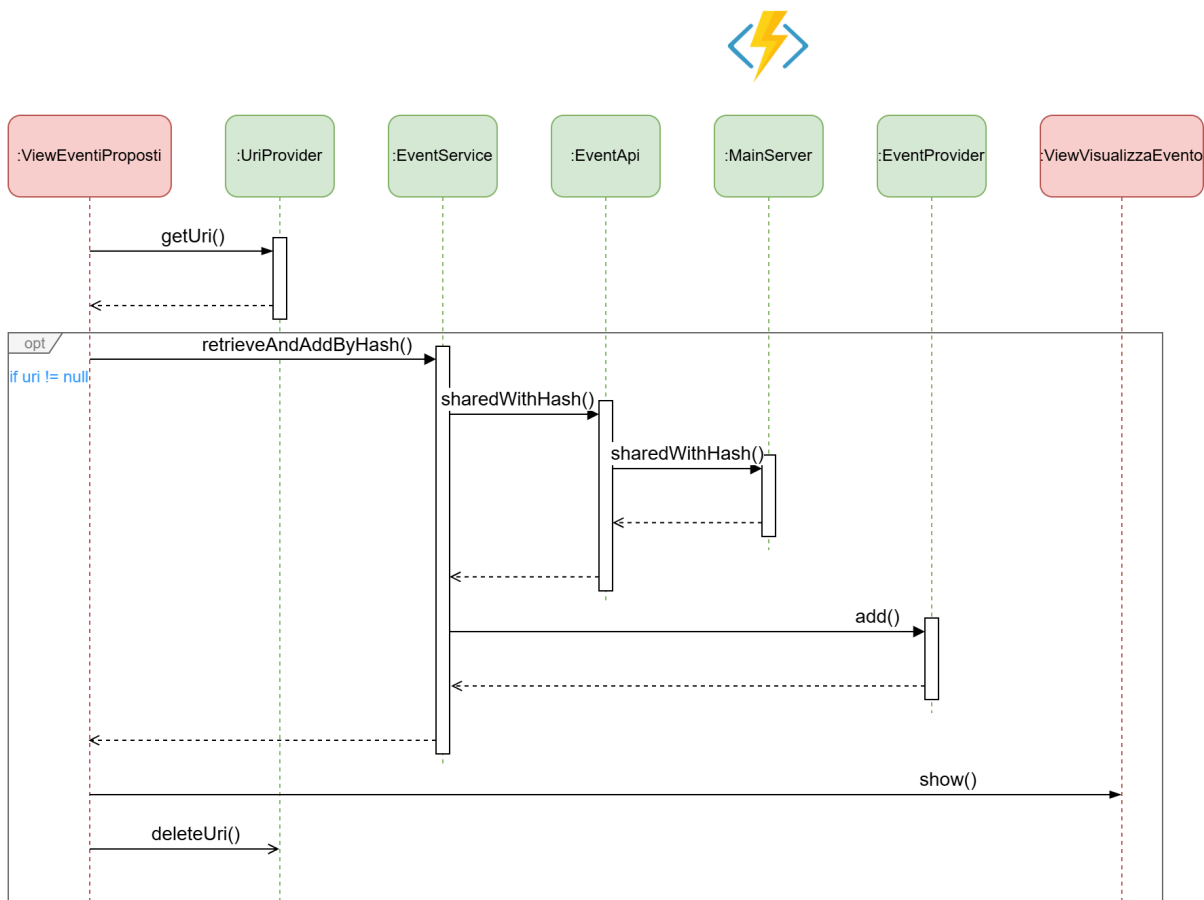 :ViewEventiProposti
:UriProvider
:EventService
:EventApi
:MainServer
:EventProvider
:ViewVisualizzaEvento
getUri()
opt
retrieveAndAddByHash()
if uri != null
sharedWithHash()
sharedWithHash()
add()
show()
deleteUri()